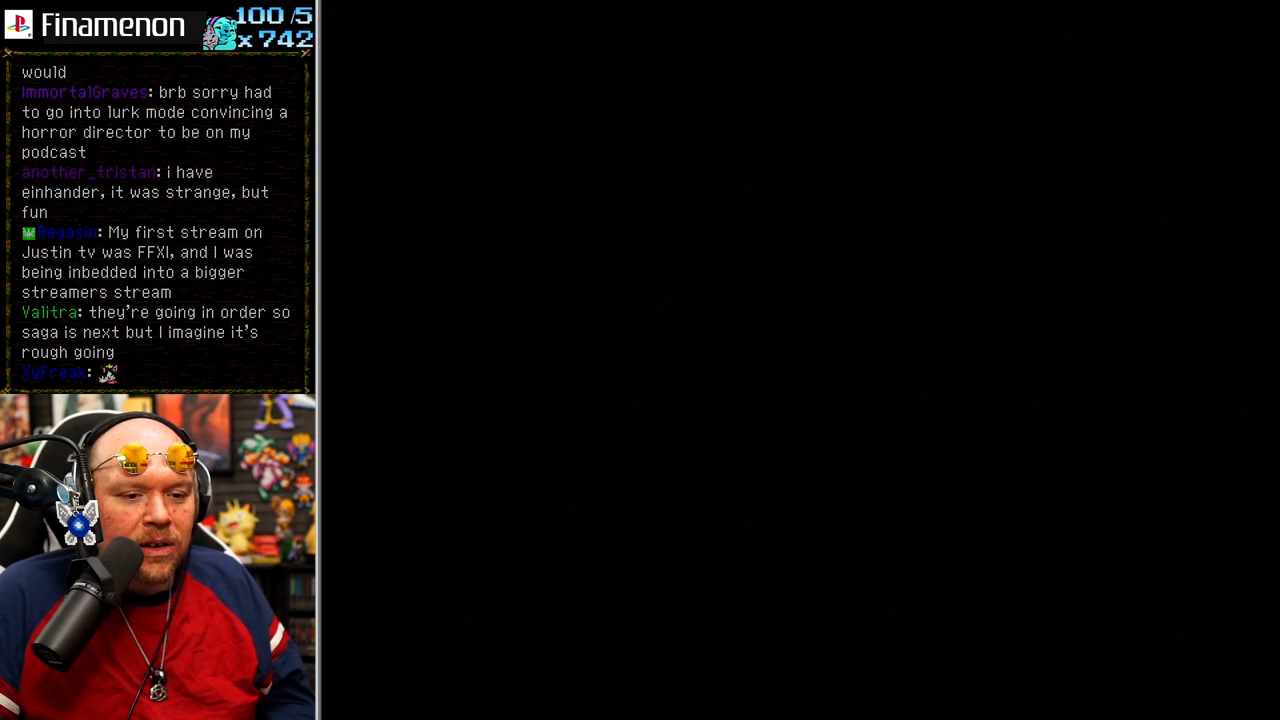 Finamenon
100/5
x 742
would
ImmortalGraves: brb sorry had
to go into lurk mode convincing a
horror director to be on my
podcast
another_tristan: i have
einhander, it was strange, but
fun
Regasin: My first stream on
Justin tv was FFXI, and I was
being inbedded into a bigger
streamers stream
Valitra: they're going in order so
saga is next but I imagine it's
rough going
XyFreak: